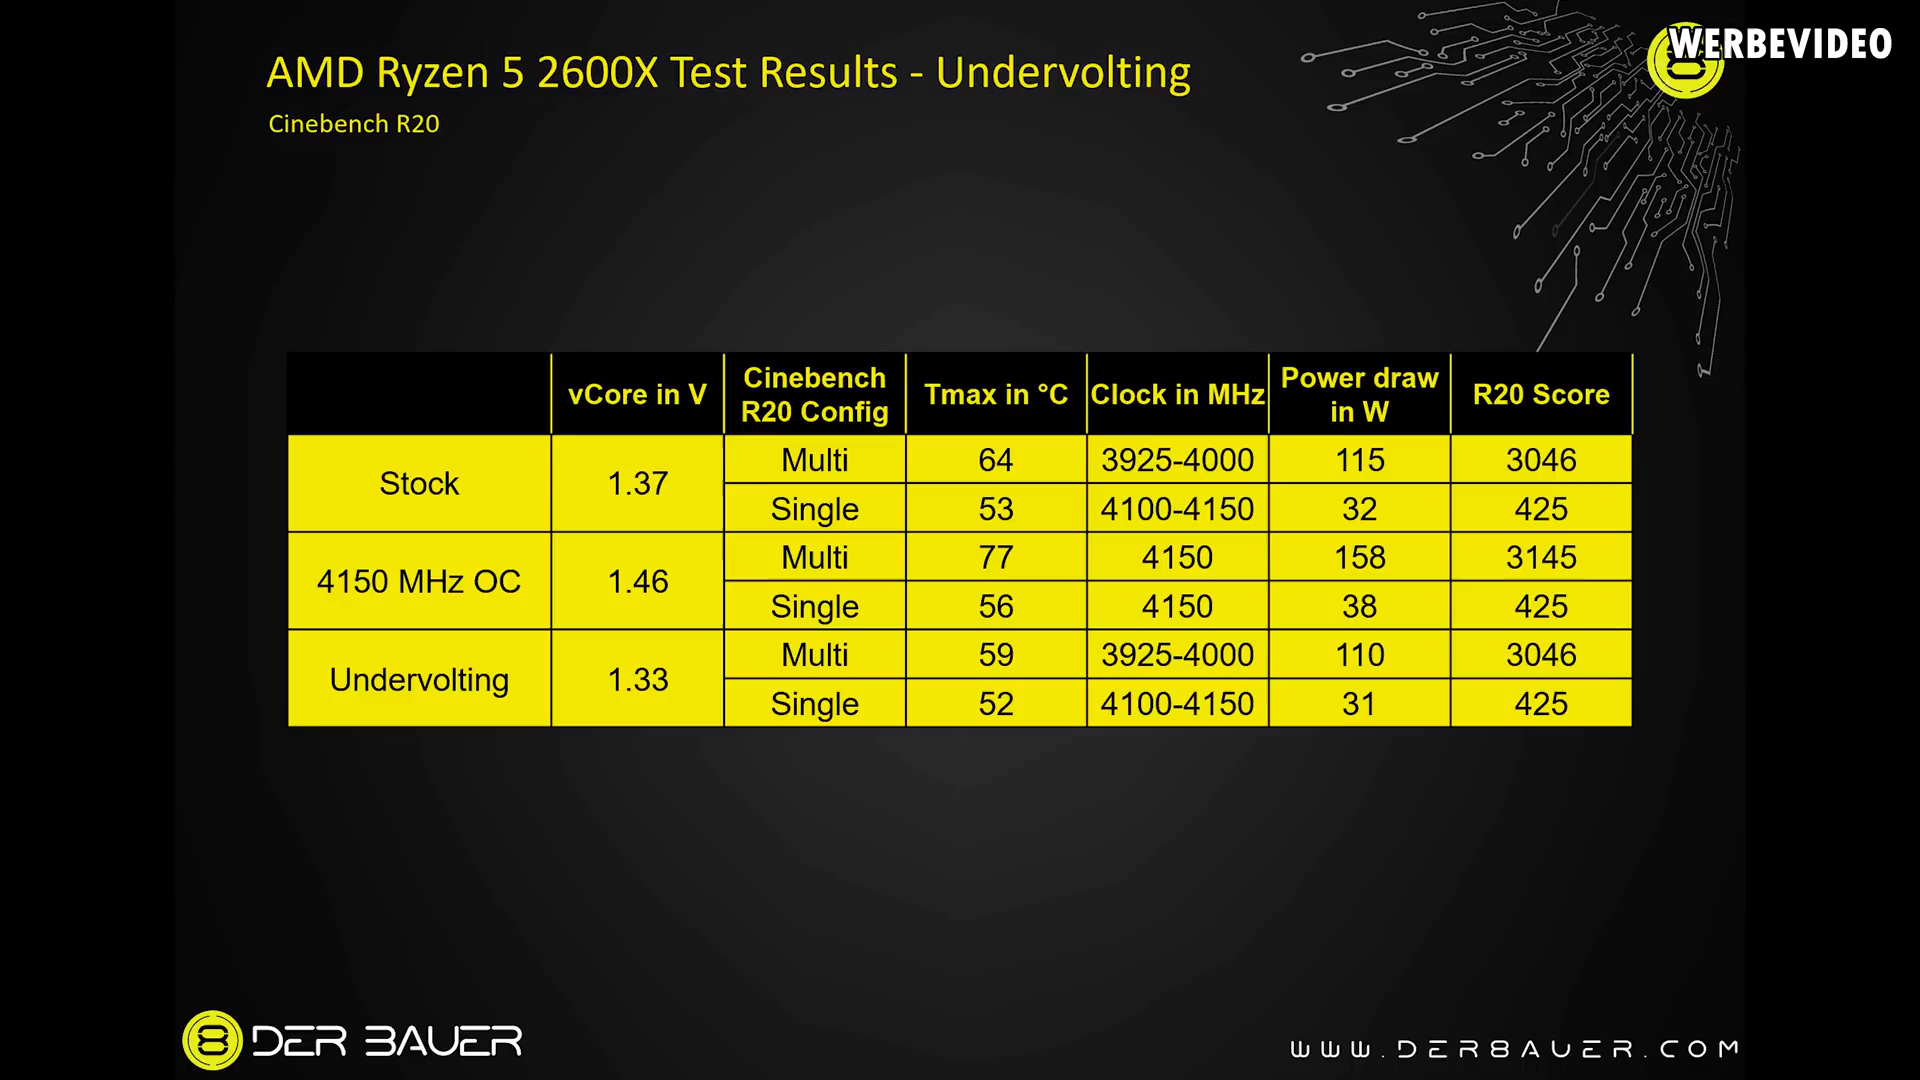 WERBEVIDEO
AMD Ryzen 5 2600X Test Results - Undervolting
Cinebench R20
vCore in V Cinebench R20 Config Tmax in °C Clock in MHz Power draw in W R20 Score
Stock 1.37 Multi 64 3925-4000 115 3046
Single 53 4100-4150 32 425
4150 MHz OC 1.46 Multi 77 4150 158 3145
Single 56 4150 38 425
Undervolting 1.33 Multi 59 3925-4000 110 3046
Single 52 4100-4150 31 425
8 DER 8AUER
WWW.DER8AUER.COM